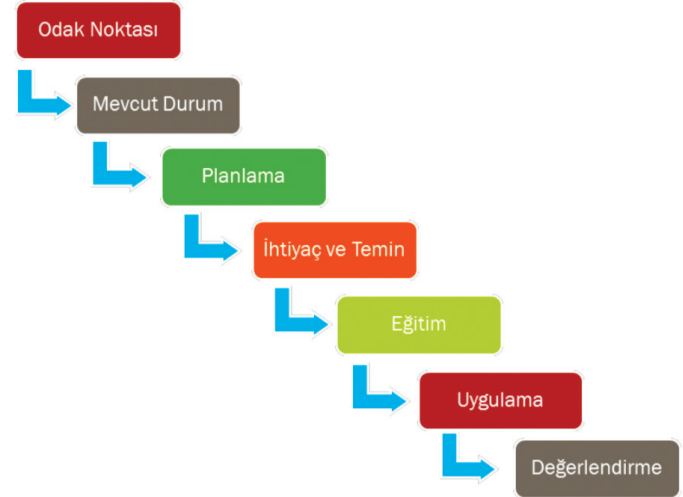 Odak Noktası
Mevcut Durum
Planlama
İhtiyaç ve Temin
Eğitim
Uygulama
Değerlendirme